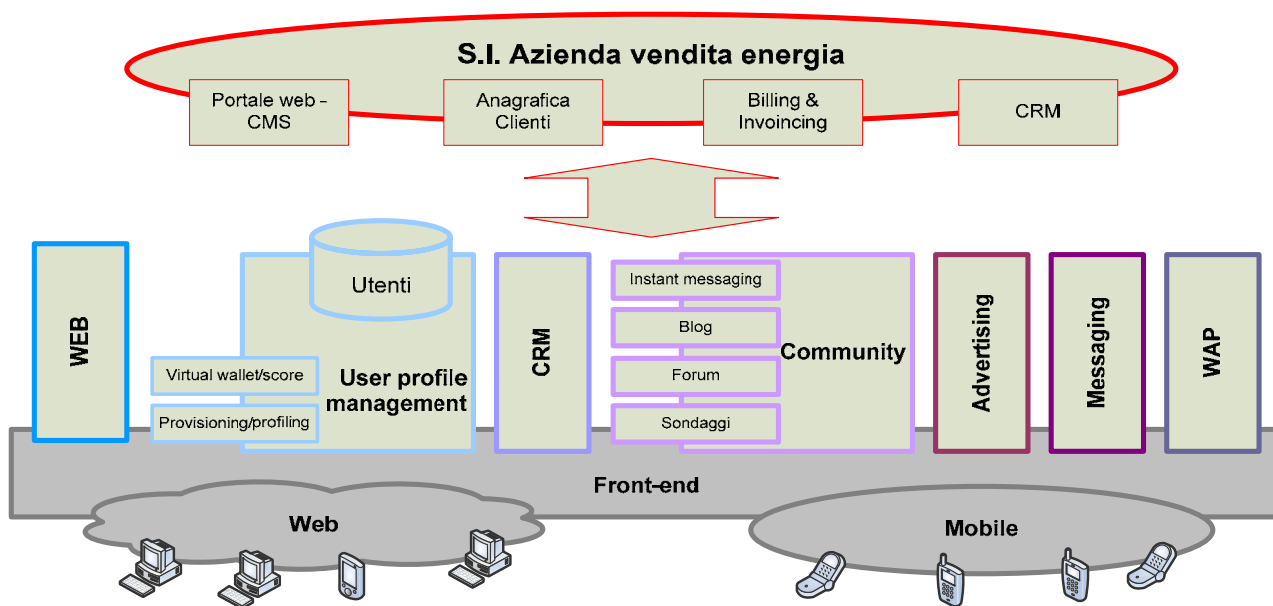 S.I. Azienda vendita energia
Portale web –
CMS
Anagrafica
Clienti
Billing &
Invoincing
CRM
WEB
Utenti
Virtual wallet/score
Provisioning/profiling
User profile
management
CRM
Instant messaging
Blog
Forum
Sondaggi
Community
Advertising
Messaging
WAP
Front-end
Web
Mobile